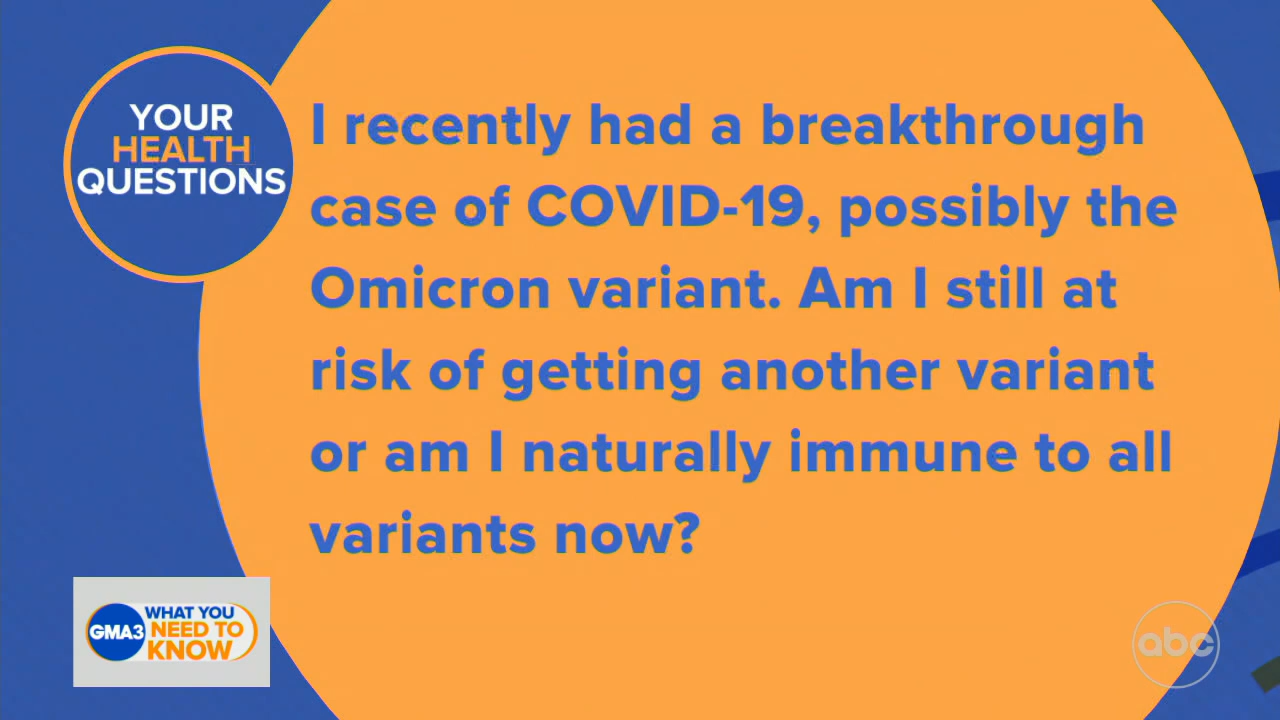 YOUR
HEALTH
QUESTIONS
I recently had a breakthrough
case of COVID-19, possibly the
Omicron variant. Am I still at
risk of getting another variant
or am I naturally immune to all
variants now?
GMA3
WHAT YOU
NEED TO
KNOW
abc